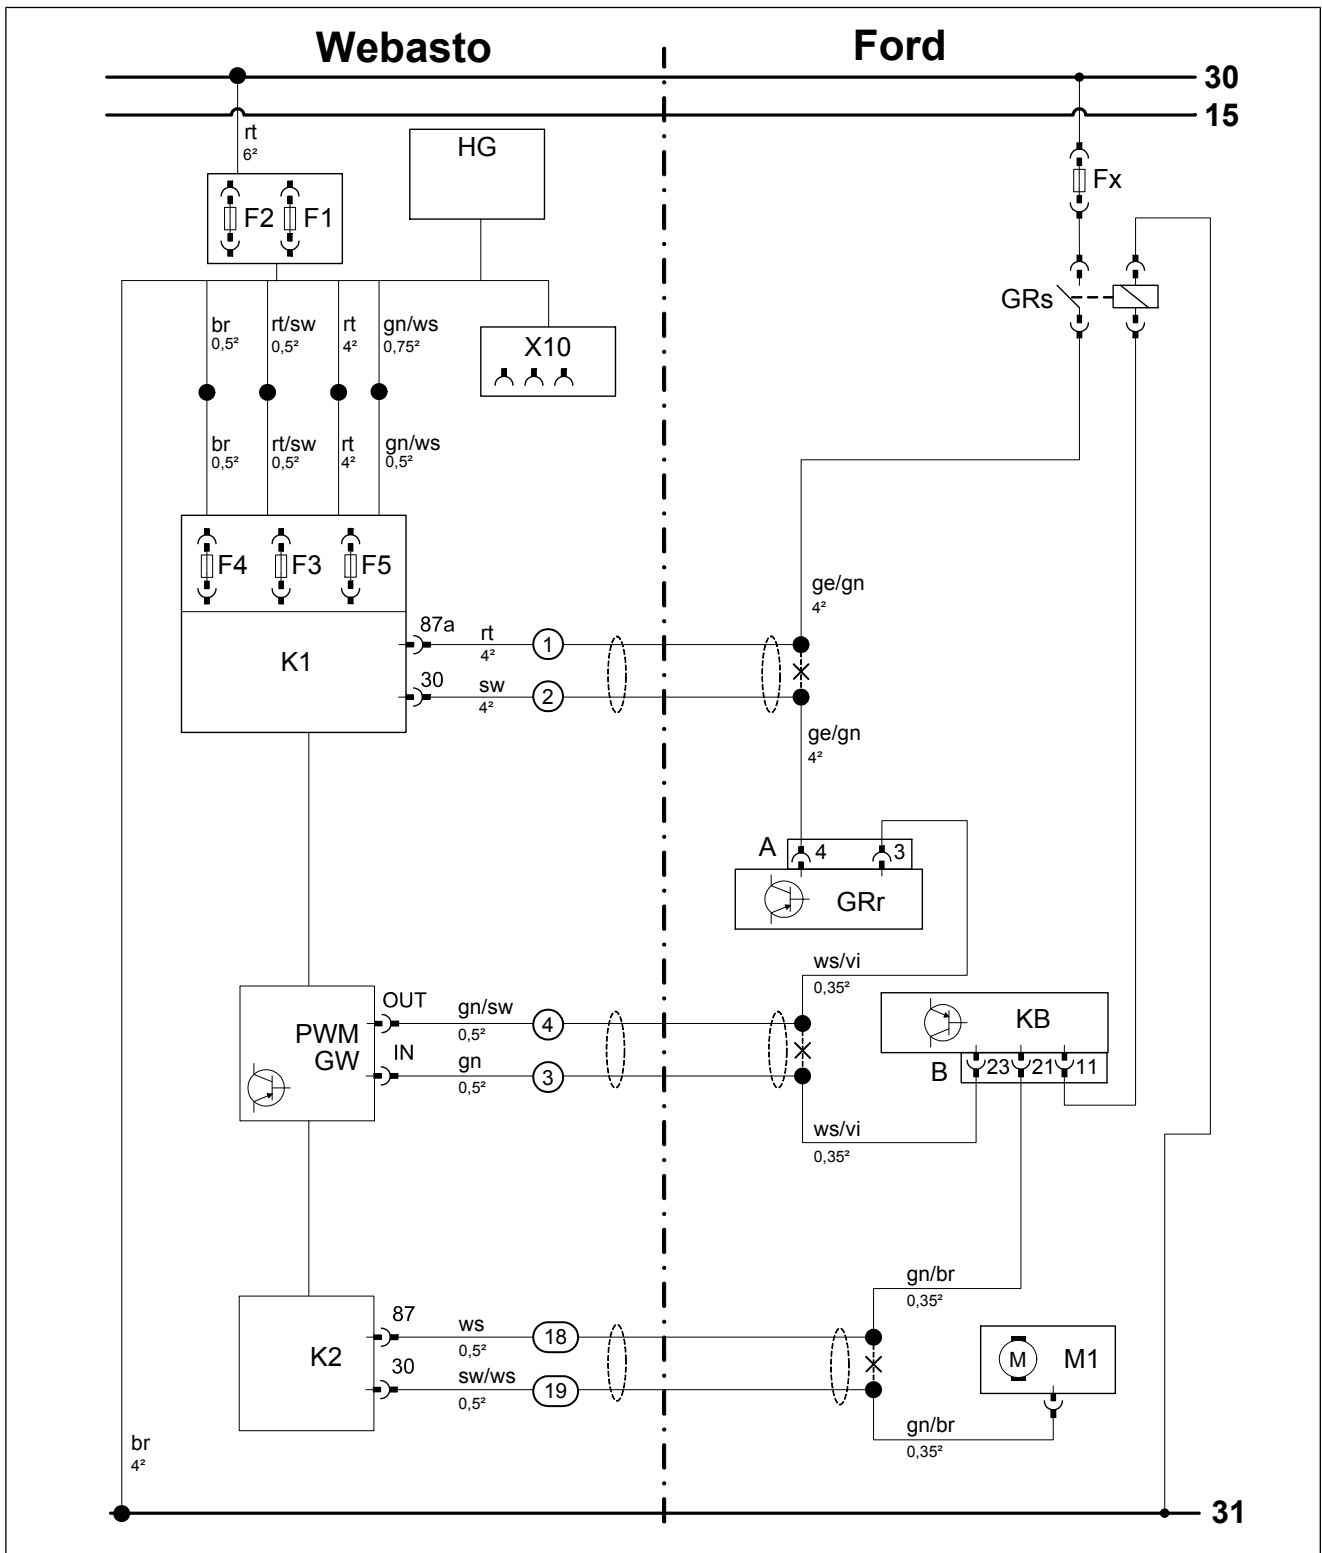 Webasto Ford
30
15
rt
6²
HG
F2 F1
Fx
GRs
br rt/sw rt gn/ws
0,5² 0,5² 4² 0,75²
X10
br rt/sw rt gn/ws
0,5² 0,5² 4² 0,5²
F4 F3 F5
ge/gn
4²
87a rt 1
4²
K1
30 sw 2
4²
ge/gn
4²
A 4 3
GRr
ws/vi
0,35²
OUT gn/sw 4
0,5²
PWM
GW
IN gn 3
0,5²
KB
B 23 21 11
ws/vi
0,35²
gn/br
0,35²
87 ws 18
0,5²
K2
30 sw/ws 19
0,5²
M M1
gn/br
0,35²
br
4²
31